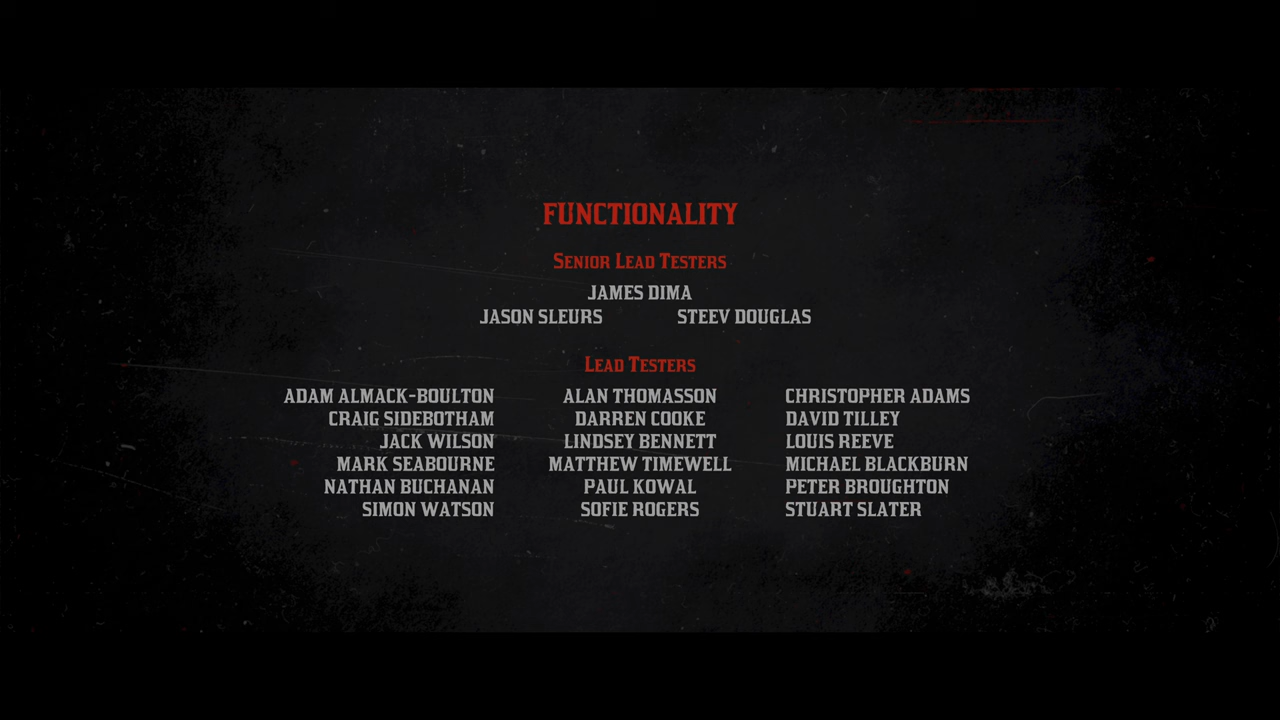 FUNCTIONALITY
SENIOR LEAD TESTERS
JAMES DIMA
JASON SLEURS STEEV DOUGLAS
LEAD TESTERS
ADAM ALMACK-BOULTON ALAN THOMASSON CHRISTOPHER ADAMS
CRAIG SIDEBOTHAM DARREN COOKE DAVID TILLEY
JACK WILSON LINDSEY BENNETT LOUIS REEVE
MARK SEABOURNE MATTHEW TIMEWELL MICHAEL BLACKBURN
NATHAN BUCHANAN PAUL KOWAL PETER BROUGHTON
SIMON WATSON SOFIE ROGERS STUART SLATER